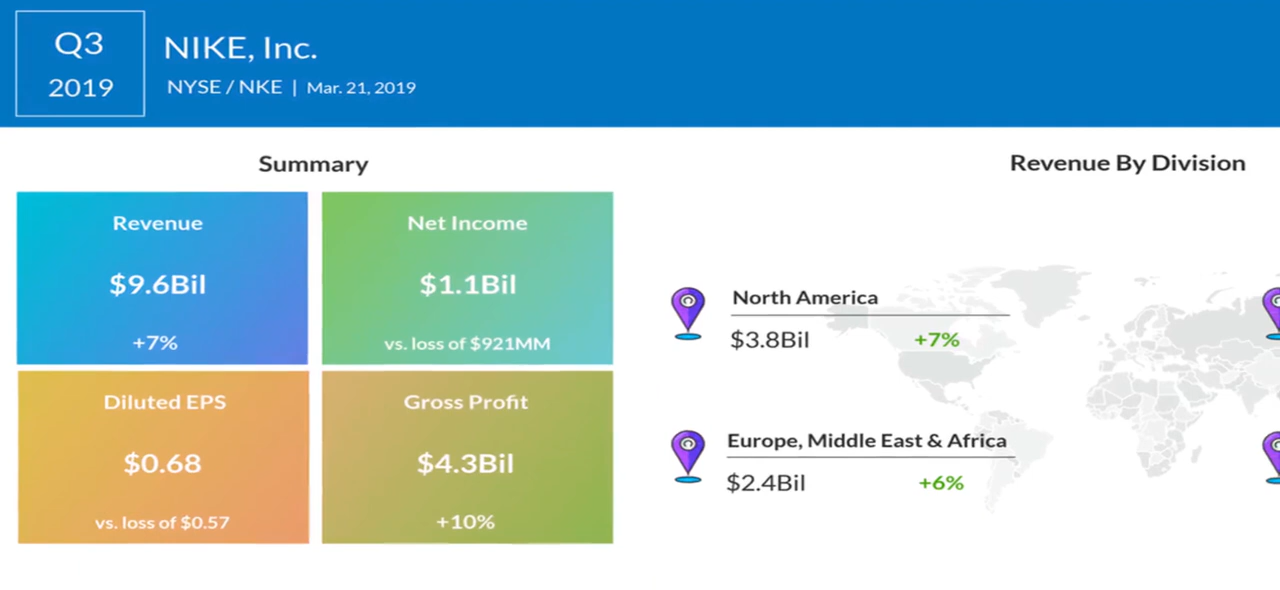 Q3
2019
NIKE, Inc.
NYSE / NKE | Mar. 21, 2019
Summary
Revenue
$9.6Bil
+7%
Net Income
$1.1Bil
vs. loss of $921MM
Diluted EPS
$0.68
vs. loss of $0.57
Gross Profit
$4.3Bil
+10%
Revenue By Division
North America
$3.8Bil +7%
Europe, Middle East & Africa
$2.4Bil +6%